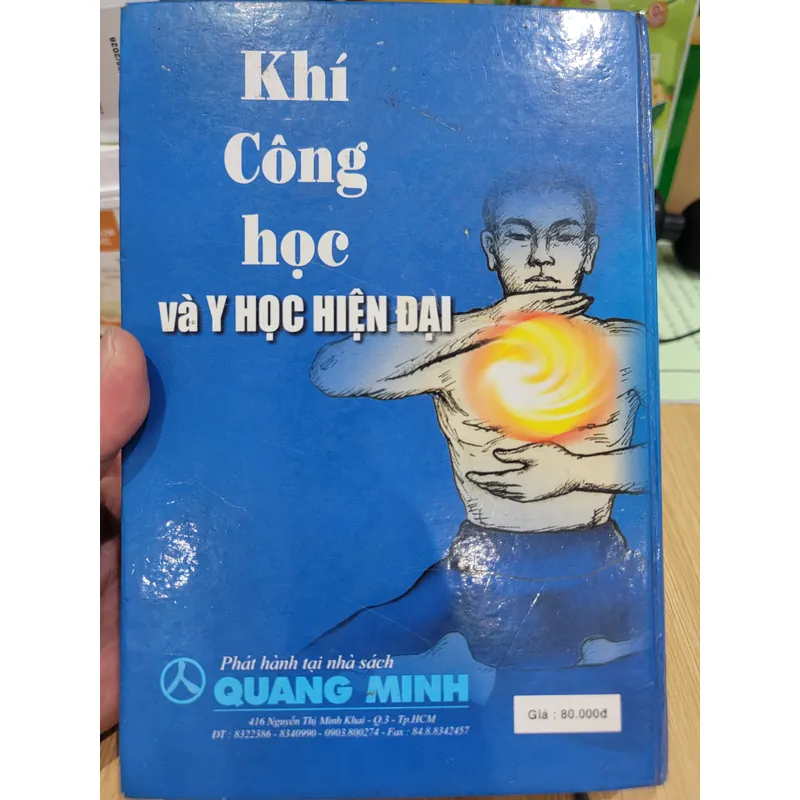 Khí
Công
học
và Y HỌC HIỆN ĐẠI
Phát hành tại nhà sách
QUANG MINH
416 Nguyễn Thị Minh Khai - Q.3 - Tp.HCM
ĐT : 8322386 - 8340990 - 0903.800274 - Fax : 84.8.8342457
Giá : 80.000đ